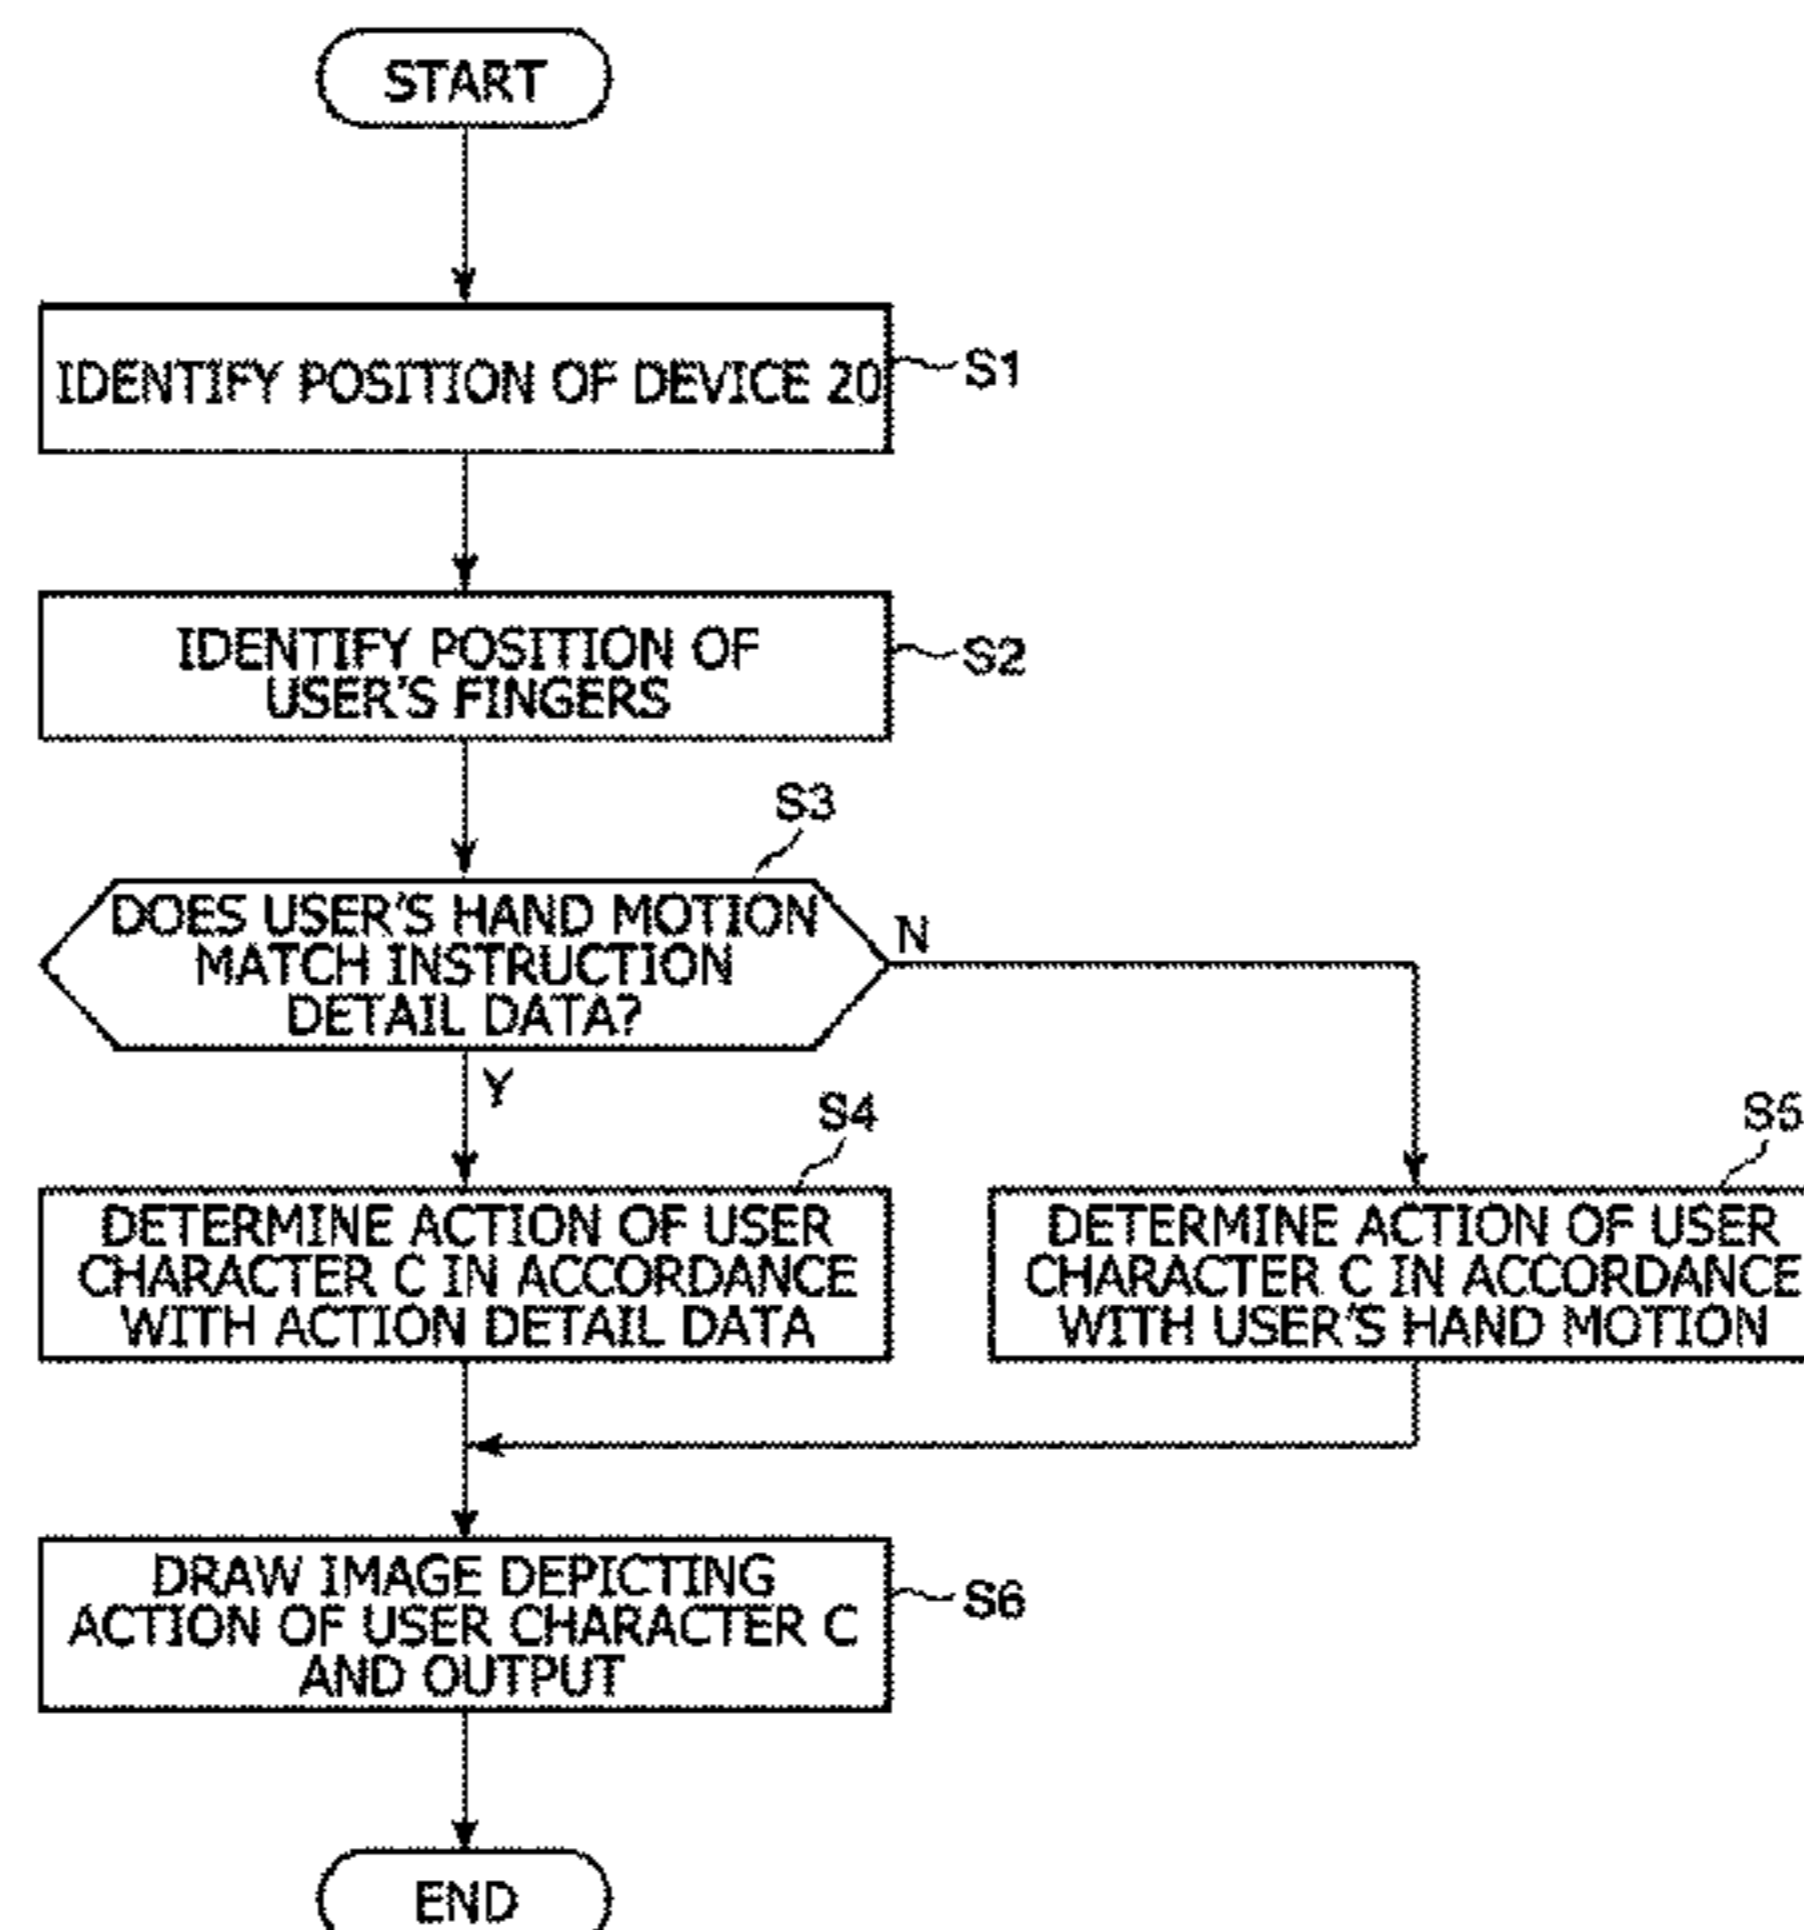 START
IDENTIFY POSITION OF DEVICE 20
S1
IDENTIFY POSITION OF
USER'S FINGERS
S2
S3
DOES USER'S HAND MOTION
MATCH INSTRUCTION
DETAIL DATA?
N
Y
S4
DETERMINE ACTION OF USER
CHARACTER C IN ACCORDANCE
WITH ACTION DETAIL DATA
S5
DETERMINE ACTION OF USER
CHARACTER C IN ACCORDANCE
WITH USER'S HAND MOTION
DRAW IMAGE DEPICTING
ACTION OF USER CHARACTER C
AND OUTPUT
S6
END